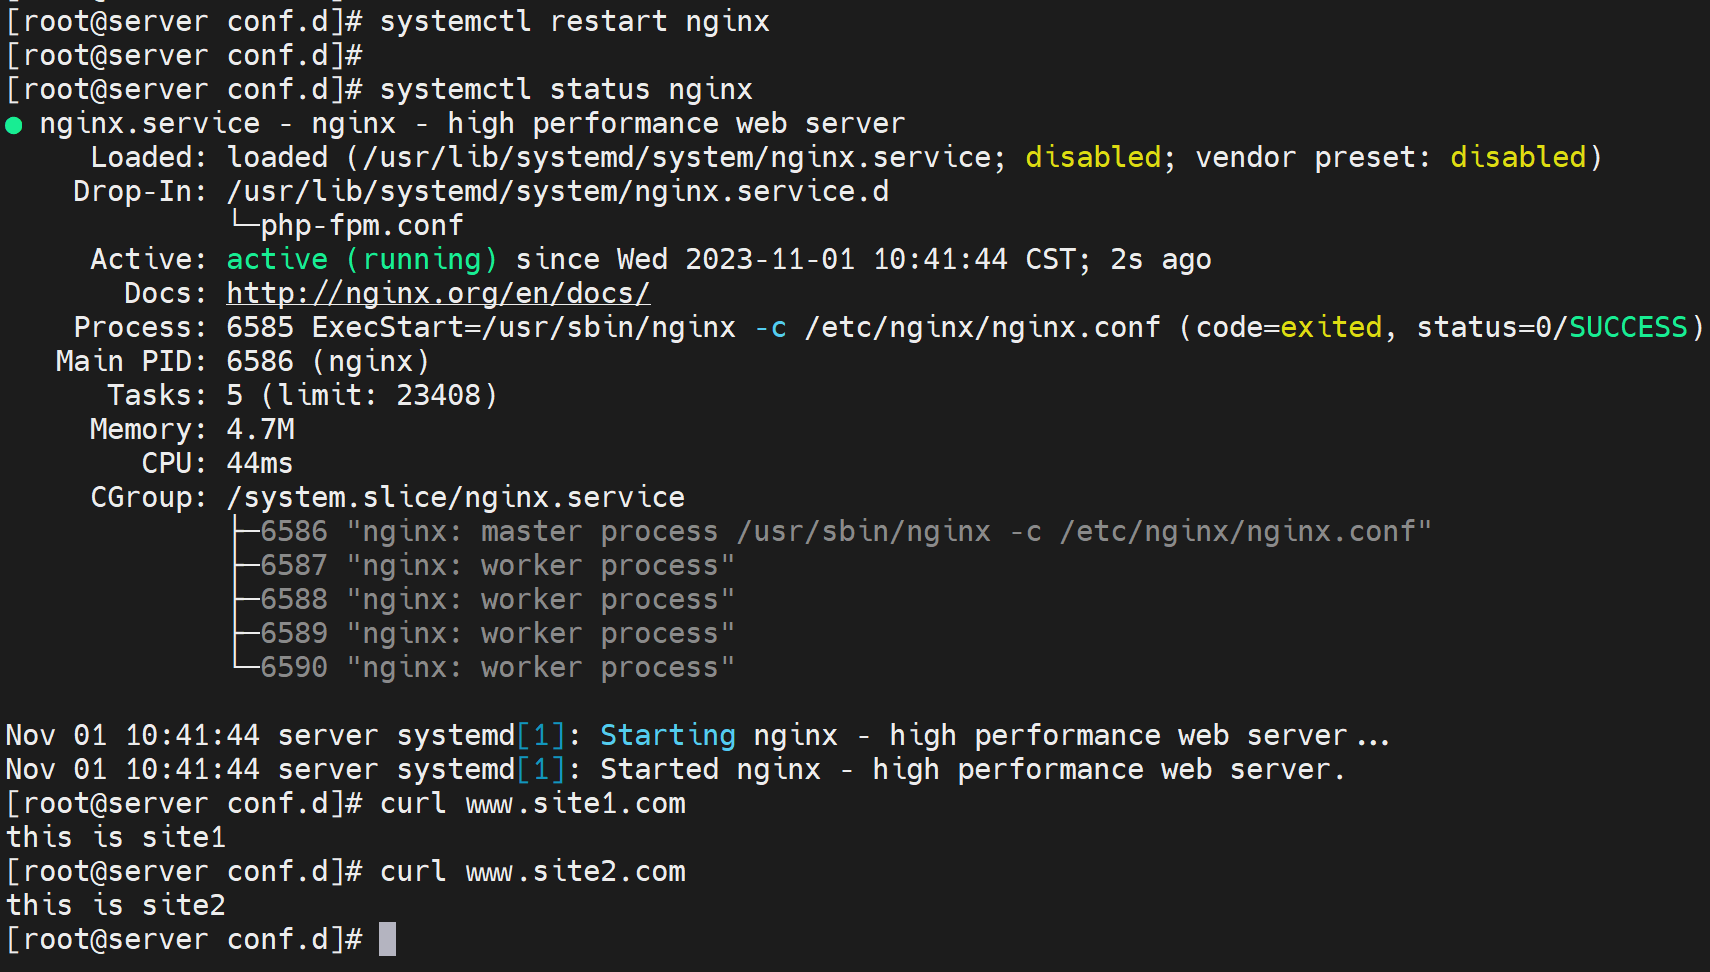 [root@server conf.d]# systemctl restart nginx
[root@server conf.d]#
[root@server conf.d]# systemctl status nginx
● nginx.service - nginx - high performance web server
     Loaded: loaded (/usr/lib/systemd/system/nginx.service; disabled; vendor preset: disabled)
    Drop-In: /usr/lib/systemd/system/nginx.service.d
             └─php-fpm.conf
     Active: active (running) since Wed 2023-11-01 10:41:44 CST; 2s ago
       Docs: http://nginx.org/en/docs/
    Process: 6585 ExecStart=/usr/sbin/nginx -c /etc/nginx/nginx.conf (code=exited, status=0/SUCCESS)
   Main PID: 6586 (nginx)
      Tasks: 5 (limit: 23408)
     Memory: 4.7M
        CPU: 44ms
     CGroup: /system.slice/nginx.service
             ├─6586 "nginx: master process /usr/sbin/nginx -c /etc/nginx/nginx.conf"
             ├─6587 "nginx: worker process"
             ├─6588 "nginx: worker process"
             ├─6589 "nginx: worker process"
             └─6590 "nginx: worker process"

Nov 01 10:41:44 server systemd[1]: Starting nginx - high performance web server...
Nov 01 10:41:44 server systemd[1]: Started nginx - high performance web server.
[root@server conf.d]# curl www.site1.com
this is site1
[root@server conf.d]# curl www.site2.com
this is site2
[root@server conf.d]#